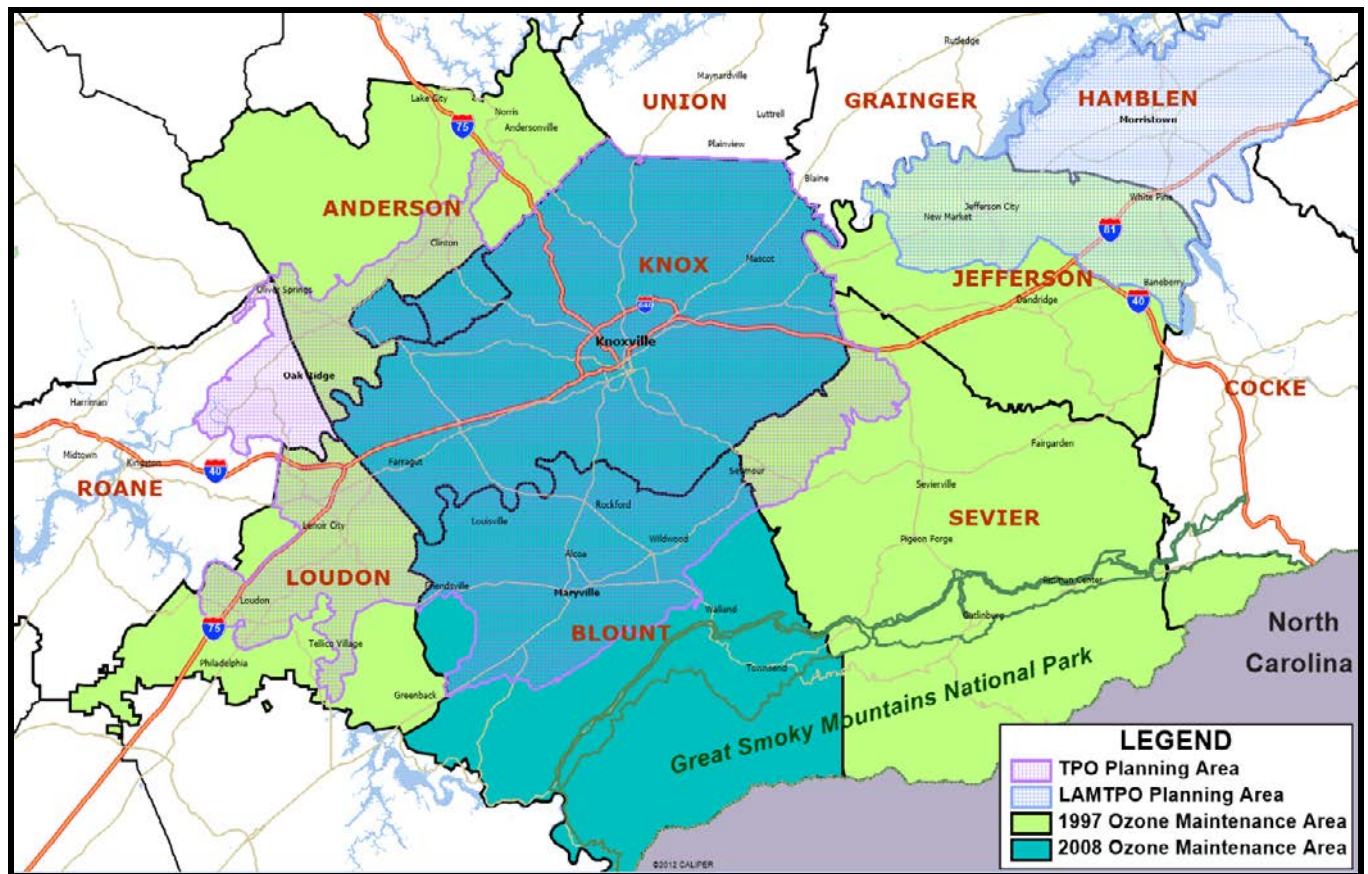 Rutledge
Maynardville
UNION
GRAINGER
HAMBLEN
Lake City
Norris
Luttrell
Morristown
75
Andersonville
Plainview
Blaine
ANDERSON
White Pine
Jefferson City
New Market
Clinton
81
KNOX
Mascot
JEFFERSON
Oliver Springs
Baneberry
Dandridge
40
640
Knoxville
Oak Ridge
COCKE
Harriman
Fairgarden
Midtown
Kingston
Farragut
40
Seymour
ROANE
Sevierville
Rockford
Lenoir City
Louisville
SEVIER
Wildwood
Pigeon Forge
Alcoa
LOUDON
Friendsville
Maryville
Pittman Center
Loudon
Walland
Gatlinburg
75
BLOUNT
North
Carolina
Tellico Village
Philadelphia
Townsend
Greenback
Great Smoky Mountains National Park
LEGEND
TPO Planning Area
LAMTPO Planning Area
1997 Ozone Maintenance Area
2008 Ozone Maintenance Area
©2012 CALIPER